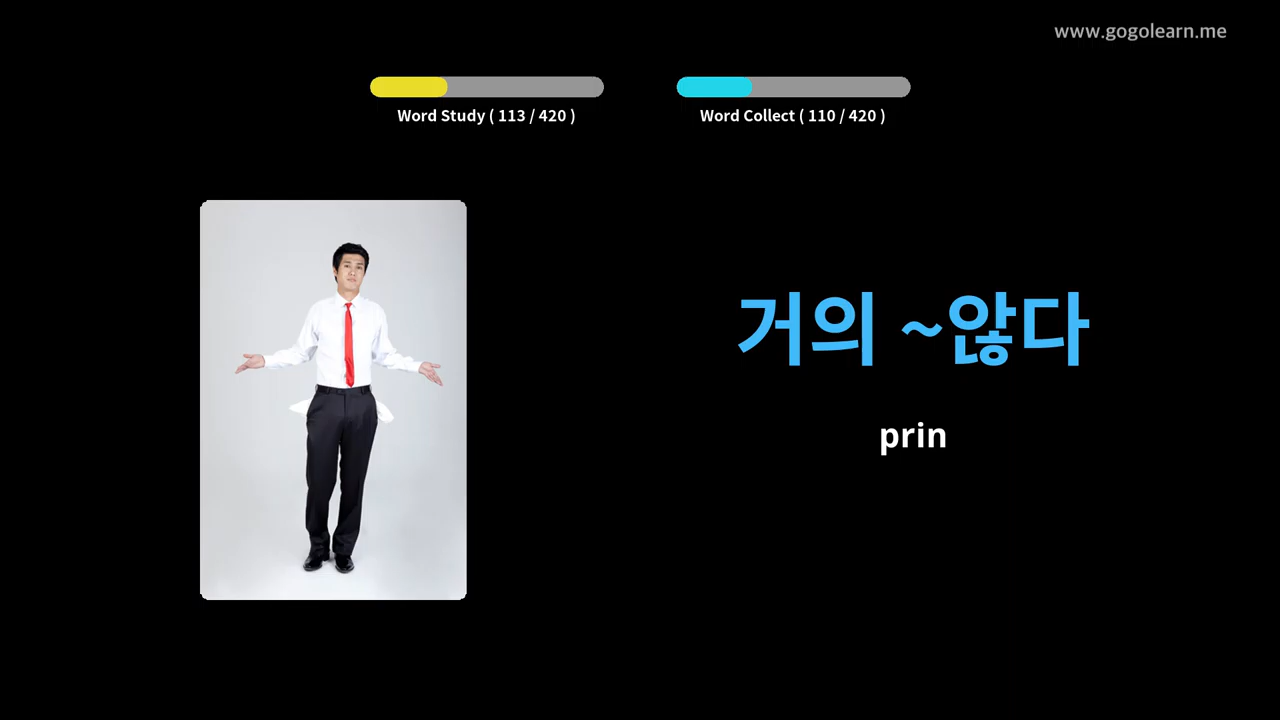 www.gogolearn.me
Word Study ( 113 / 420 )
Word Collect ( 110 / 420 )
거의 ~않다
prin